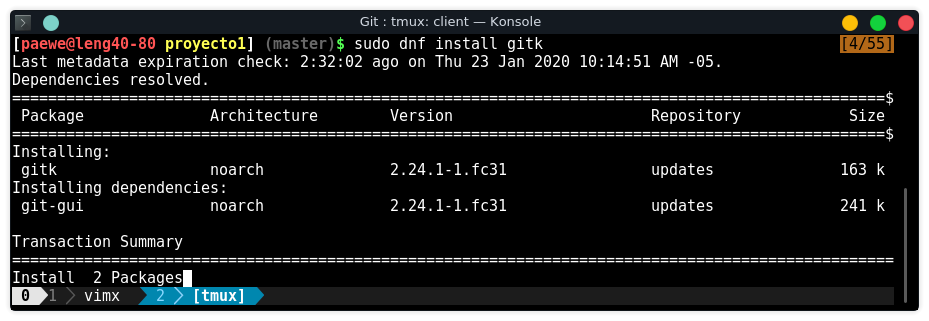 Git : tmux: client — Konsole
[paewe@leng40-80 proyecto1] (master)$ sudo dnf install gitk [4/55]
Last metadata expiration check: 2:32:02 ago on Thu 23 Jan 2020 10:14:51 AM -05.
Dependencies resolved.
=================================================================================================$
Package Architecture Version Repository Size
=================================================================================================$
Installing:
gitk noarch 2.24.1-1.fc31 updates 163 k
Installing dependencies:
git-gui noarch 2.24.1-1.fc31 updates 241 k
Transaction Summary
==================================================================================================
Install  2 Packages
0 1 vimx 2 [tmux]